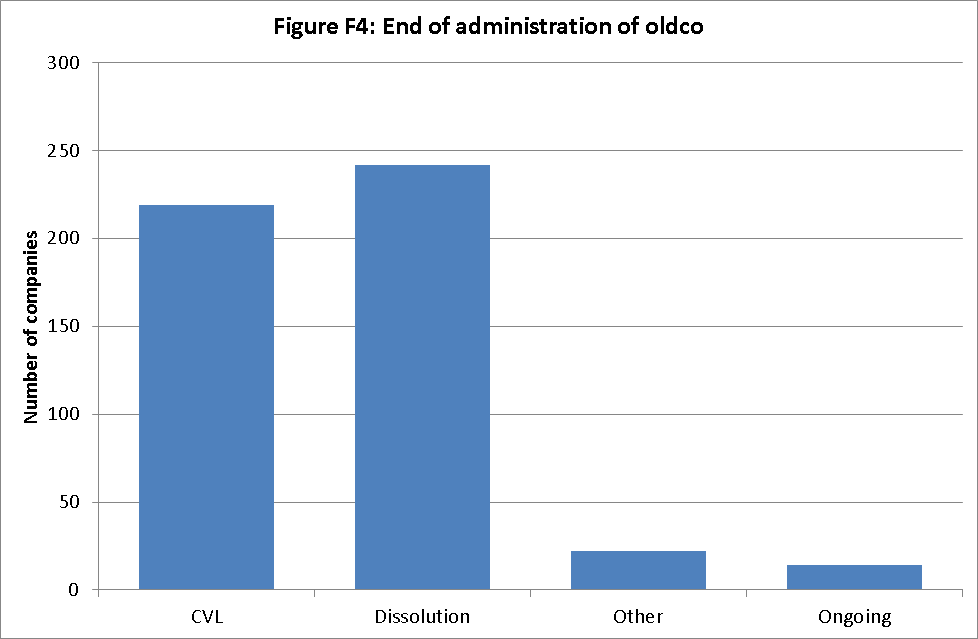 Figure F4: End of administration of oldco
300
250
200
150
100
50
0
Number of companies
CVL Dissolution Other Ongoing